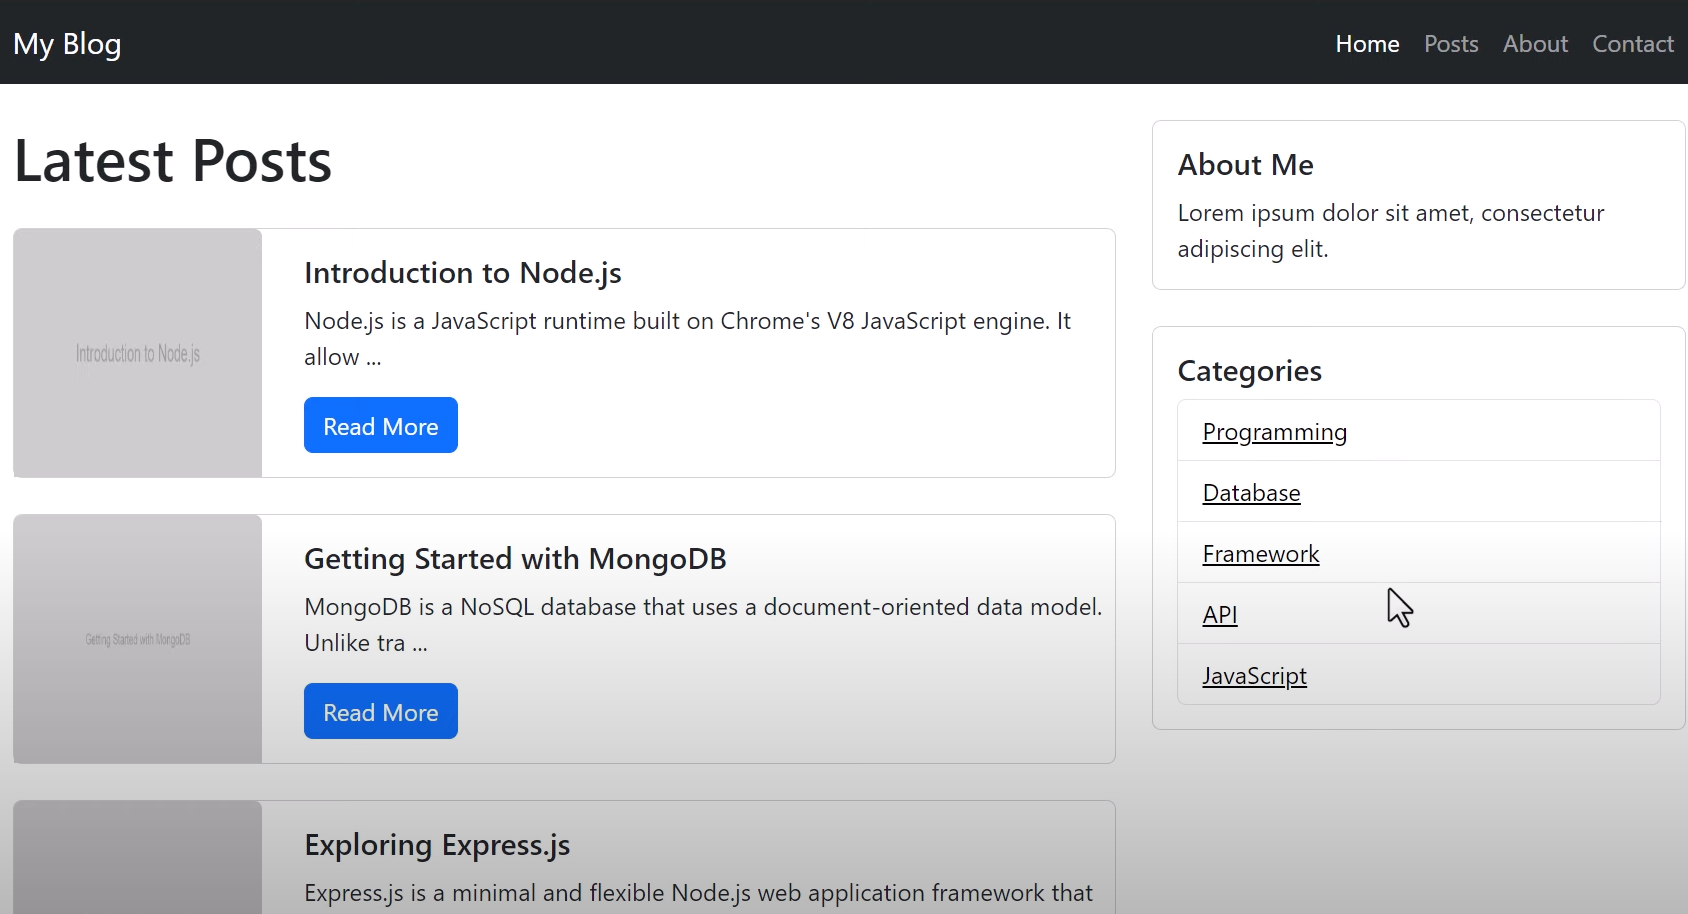 My Blog
Home Posts About Contact
Latest Posts
Introduction to Node.js
Introduction to Node.js
Node.js is a JavaScript runtime built on Chrome's V8 JavaScript engine. It
allow ...
Read More
Getting Started with MongoDB
Getting Started with MongoDB
MongoDB is a NoSQL database that uses a document-oriented data model.
Unlike tra ...
Read More
Exploring Express.js
Express.js is a minimal and flexible Node.js web application framework that
About Me
Lorem ipsum dolor sit amet, consectetur
adipiscing elit.
Categories
Programming
Database
Framework
API
JavaScript